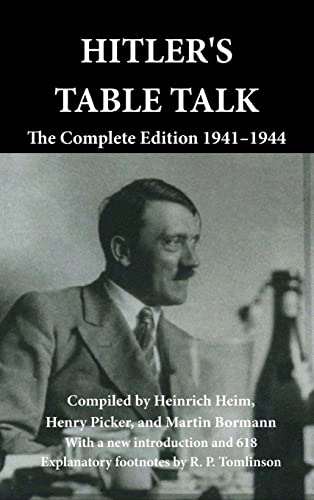 HITLER'S
TABLE TALK
The Complete Edition 1941–1944
Compiled by Heinrich Heim,
Henry Picker, and Martin Bormann
With a new introduction and 618
Explanatory footnotes by R. P. Tomlinson